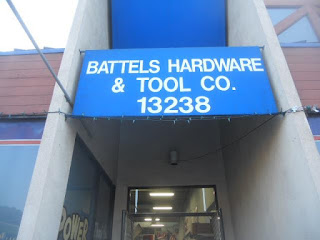 BATTELS HARDWARE
& TOOL CO.
13238
POWER